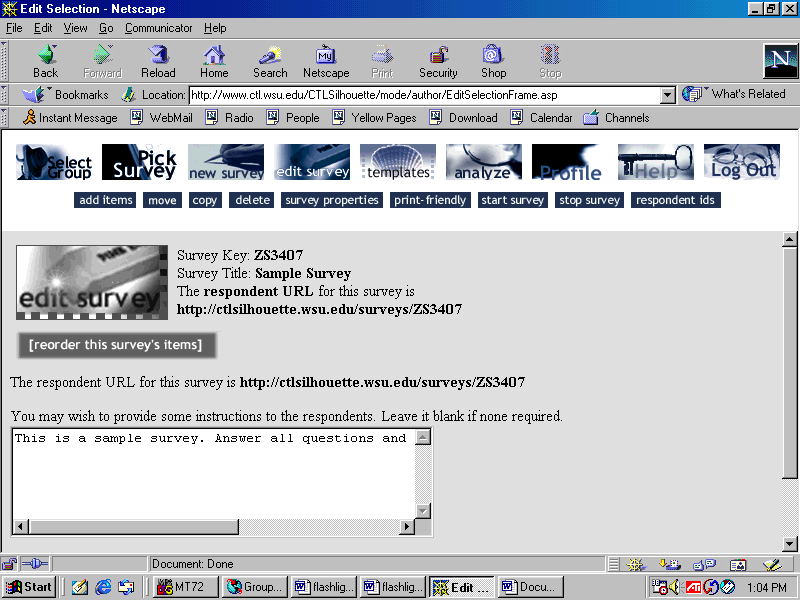 Edit Selection - Netscape
File Edit View Go Communicator Help
Back Forward Reload Home Search Netscape Print Security Shop Stop
My
N
Bookmarks Location: http://www.ctl.wsu.edu/CTLSilhouette/mode/author/EditSelectionFrame.asp What's Related
Instant Message WebMail Radio People Yellow Pages Download Calendar Channels
Select Group Pick Survey new survey edit survey templates analyze Profile Help Log Out
add items move copy delete survey properties print-friendly start survey stop survey respondent ids
edit survey
Survey Key: ZS3407
Survey Title: Sample Survey
The respondent URL for this survey is
http://ctlsilhouette.wsu.edu/surveys/ZS3407
[reorder this survey's items]
The respondent URL for this survey is http://ctlsilhouette.wsu.edu/surveys/ZS3407
You may wish to provide some instructions to the respondents. Leave it blank if none required.
This is a sample survey. Answer all questions and
Document: Done
Start MT72 Group... flashlig... flashlig... Edit ... Docu... 1:04 PM